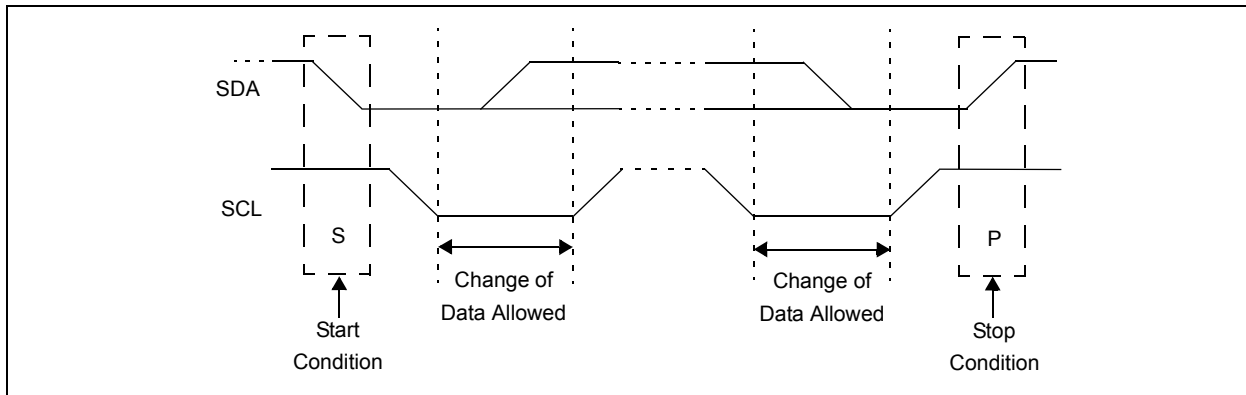 SDA
SCL
S
P
Change of
Data Allowed
Change of
Data Allowed
Start
Condition
Stop
Condition